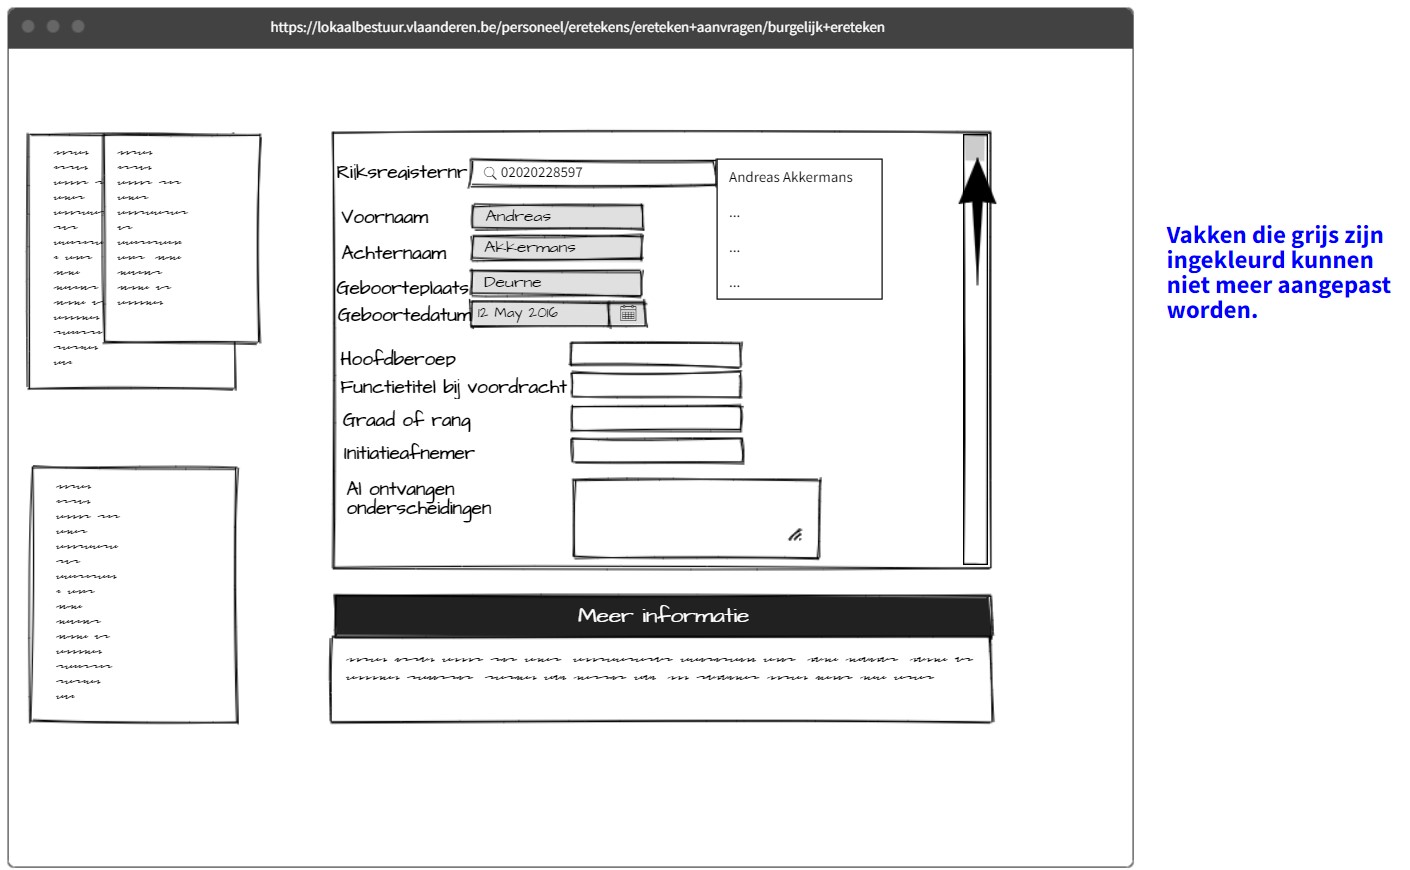 https://lokaalbestuur.vlaanderen.be/personeel/eretekens/ereteken+aanvragen/burgelijk+ereteken
Rijksregisternr
02020228597
Andreas Akkermans
...
...
...
Voornaam
Andreas
Achternaam
Akkermans
Geboorteplaats
Deurne
Geboortedatum
12 May 2016
Hoofdberoep
Functietitel bij voordracht
Graad of rang
Initiatieafnemer
Al ontvangen
onderscheidingen
Meer informatie
Vakken die grijs zijn
ingekleurd kunnen
niet meer aangepast
worden.